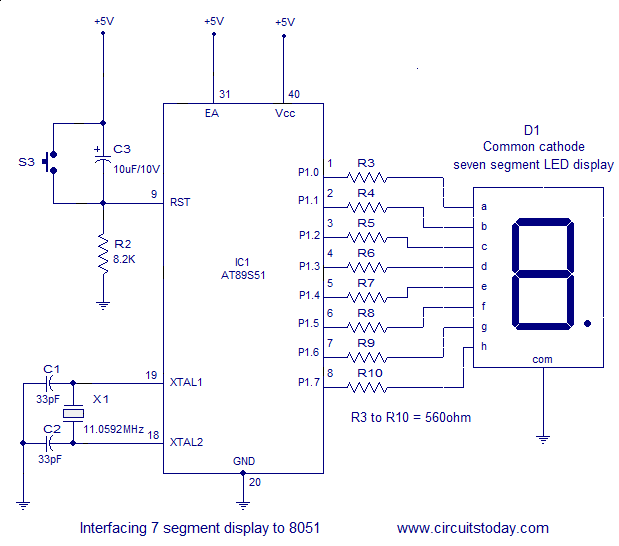 +5V
+5V
+5V
31
40
EA
Vcc
D1
Common cathode
seven segment LED display
S3
C3
10uF/10V
9
RST
R2
8.2K
IC1
AT89S51
P1.0
1
R3
P1.1
2
R4
P1.2
3
R5
P1.3
4
R6
P1.4
5
R7
P1.5
6
R8
P1.6
7
R9
P1.7
8
R10
a
b
c
d
e
f
g
h
com
R3 to R10 = 560ohm
C1
33pF
X1
11.0592MHz
C2
33pF
19
XTAL1
18
XTAL2
GND
20
Interfacing 7 segment display to 8051
www.circuitstoday.com